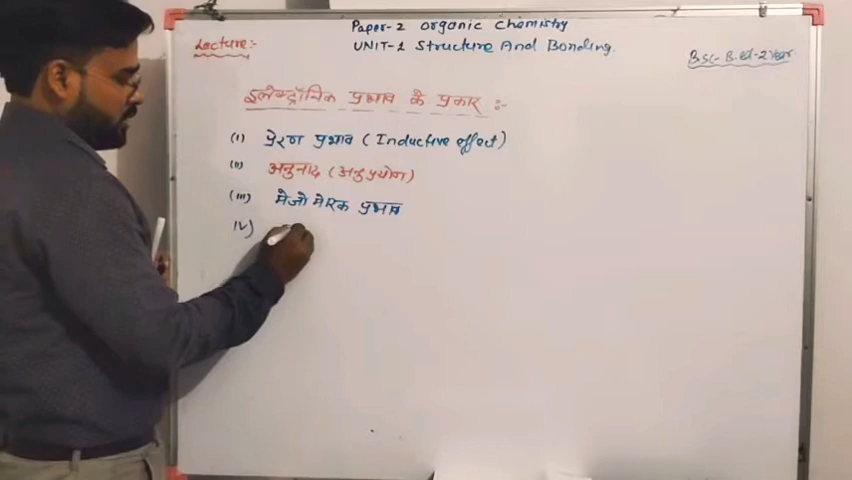 Paper-2 Organic Chemistry
Lecture:-
UNIT-1 Structure And Bonding.
BSC- B.ed-2 Year
इलेक्ट्रॉनिक प्रभाव के प्रकार :-
(i) प्रेरण प्रभाव ( Inductive effect )
(ii) अनुनाद (अनुप्रयोग)
(iii) मेजोमेरक प्रभाव
iv)